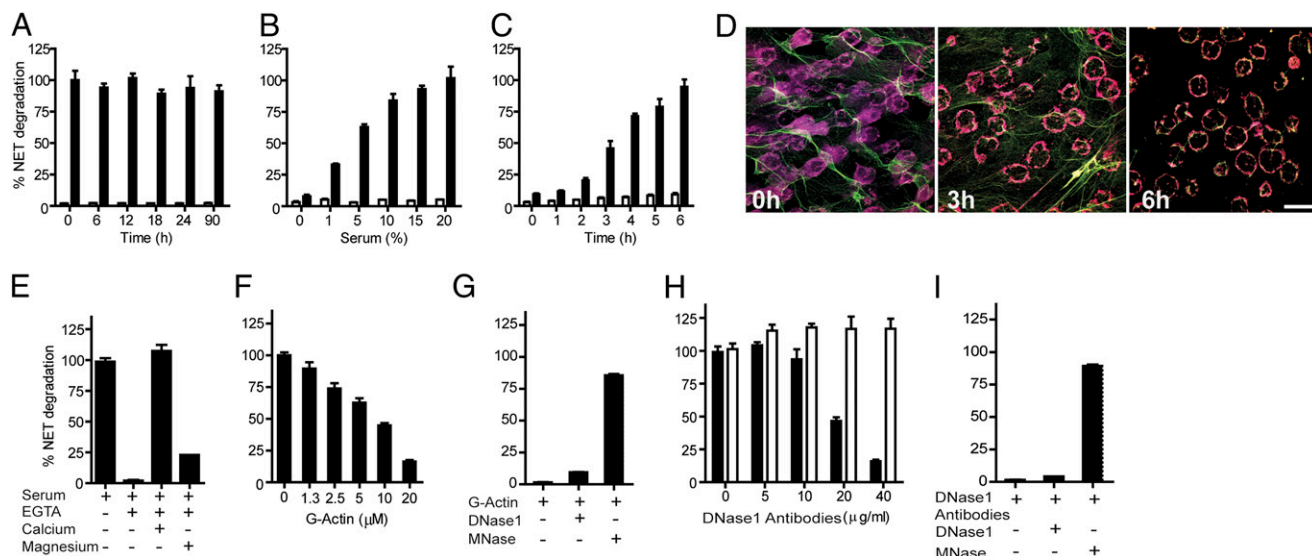 A
B
C
D
% NET degradation
125
100
75
50
25
0
0 6 12 18 24 90
Time (h)
125
100
75
50
25
0
0 1 5 10 15 20
Serum (%)
125
100
75
50
25
0
0 1 2 3 4 5 6
Time (h)
0h
3h
6h
E
F
G
H
I
% NET degradation
125
100
75
50
25
0
Serum + + + +
EGTA - + + +
Calcium - - + -
Magnesium - - - +
125
100
75
50
25
0
0 1.3 2.5 5 10 20
G-Actin (μM)
125
100
75
50
25
0
G-Actin + + +
DNase1 - + -
MNase - - +
125
100
75
50
25
0
0 5 10 20 40
DNase1 Antibodies (μg/ml)
125
100
75
50
25
0
DNase1 + + +
Antibodies
DNase1 - + -
MNase - - +